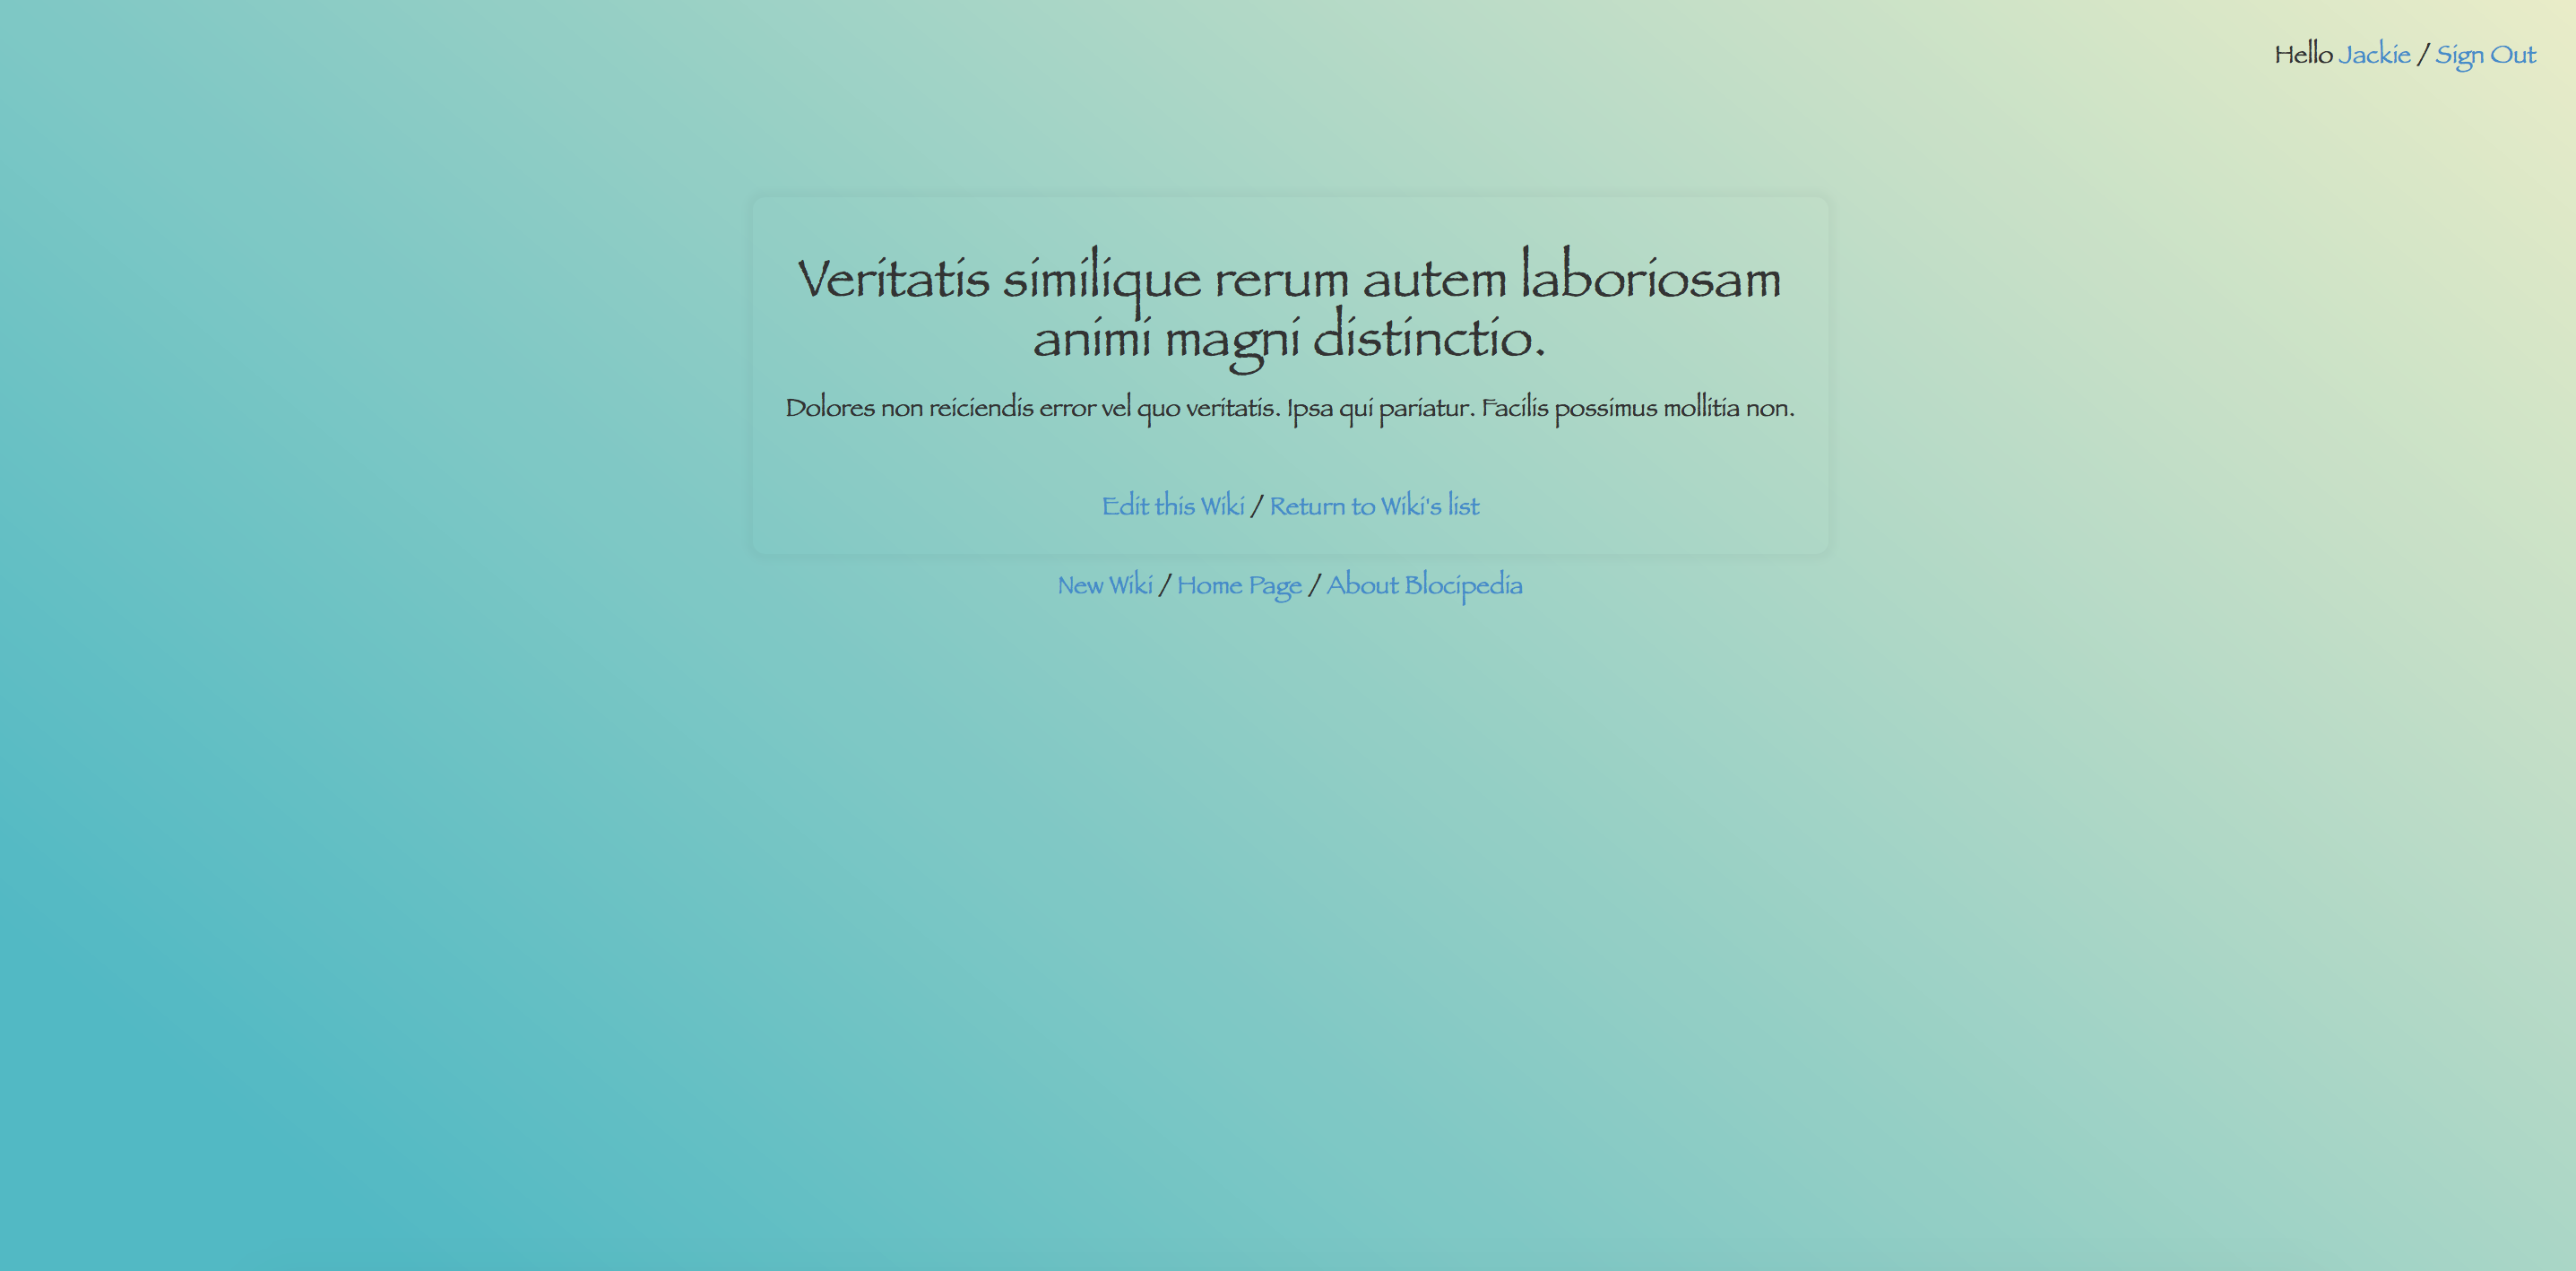 Hello Jackie / Sign Out
Veritatis similique rerum autem laboriosam
animi magni distinctio.
Dolores non reiciendis error vel quo veritatis. Ipsa qui pariatur. Facilis possimus mollitia non.
Edit this Wiki / Return to Wiki's list
New Wiki / Home Page / About Blocipedia